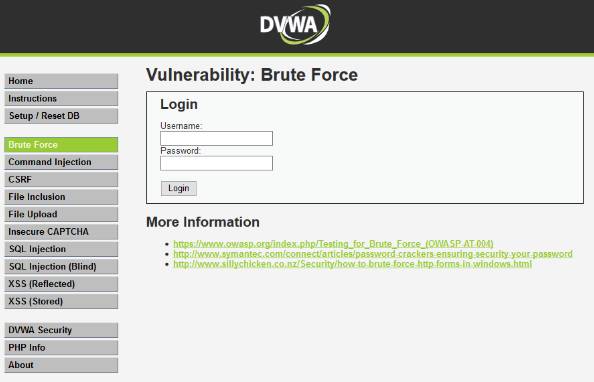 DVWA
Home
Instructions
Setup / Reset DB
Brute Force
Command Injection
CSRF
File Inclusion
File Upload
Insecure CAPTCHA
SQL Injection
SQL Injection (Blind)
XSS (Reflected)
XSS (Stored)
DVWA Security
PHP Info
About
Vulnerability: Brute Force
Login
Username:
Password:
Login
More Information
https://www.owasp.org/index.php/Testing_for_Brute_Force_(OWASP-AT-004)
http://www.symantec.com/connect/articles/password-crackers-ensuring-security-your-password
http://www.sillychicken.co.nz/Security/how-to-brute-force-http-forms-in-windows.html